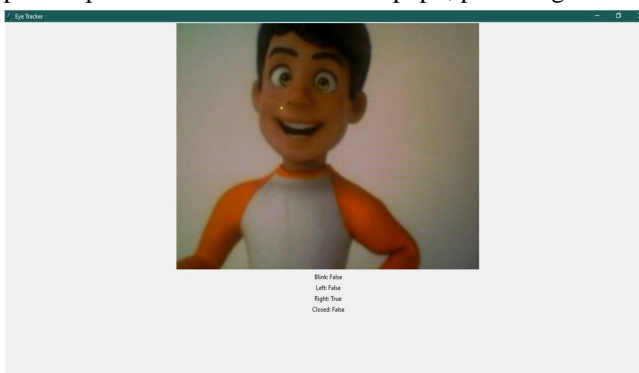 Eye Tracker
Blink: False
Left: False
Right: True
Closed: False